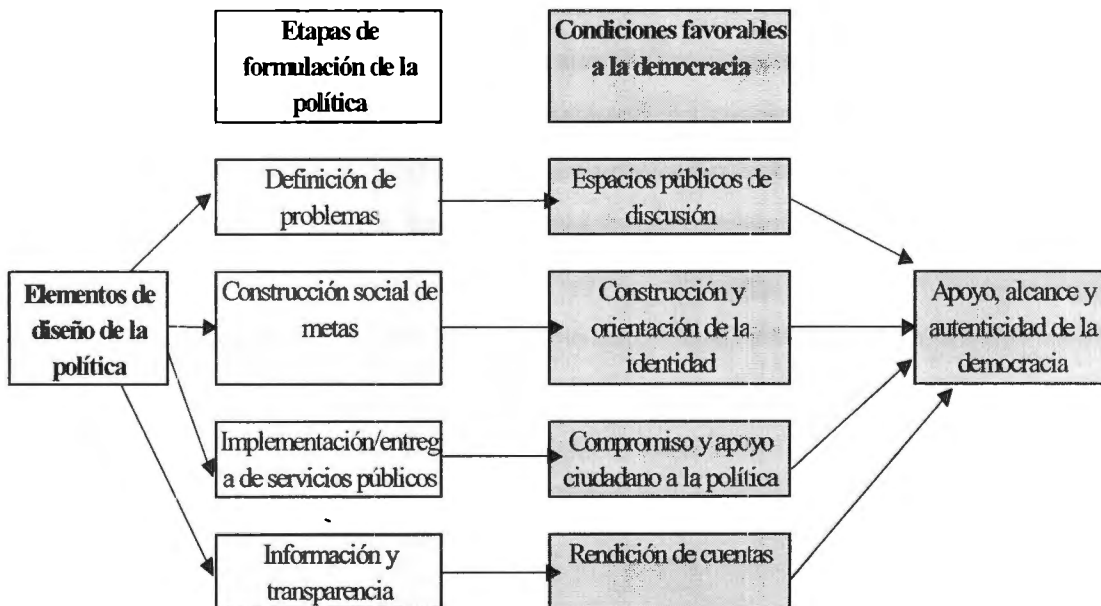 Etapas de
formulación de la
política
Condiciones favorables
a la democracia
Definición de
problemas
Espacios públicos de
discusión
Elementos de
diseño de la
política
Construcción social de
metas
Construcción y
orientación de la
identidad
Apoyo, alcance y
autenticidad de la
democracia
Implementación/entreg
a de servicios públicos
Compromiso y apoyo
ciudadano a la política
Información y
transparencia
Rendición de cuentas